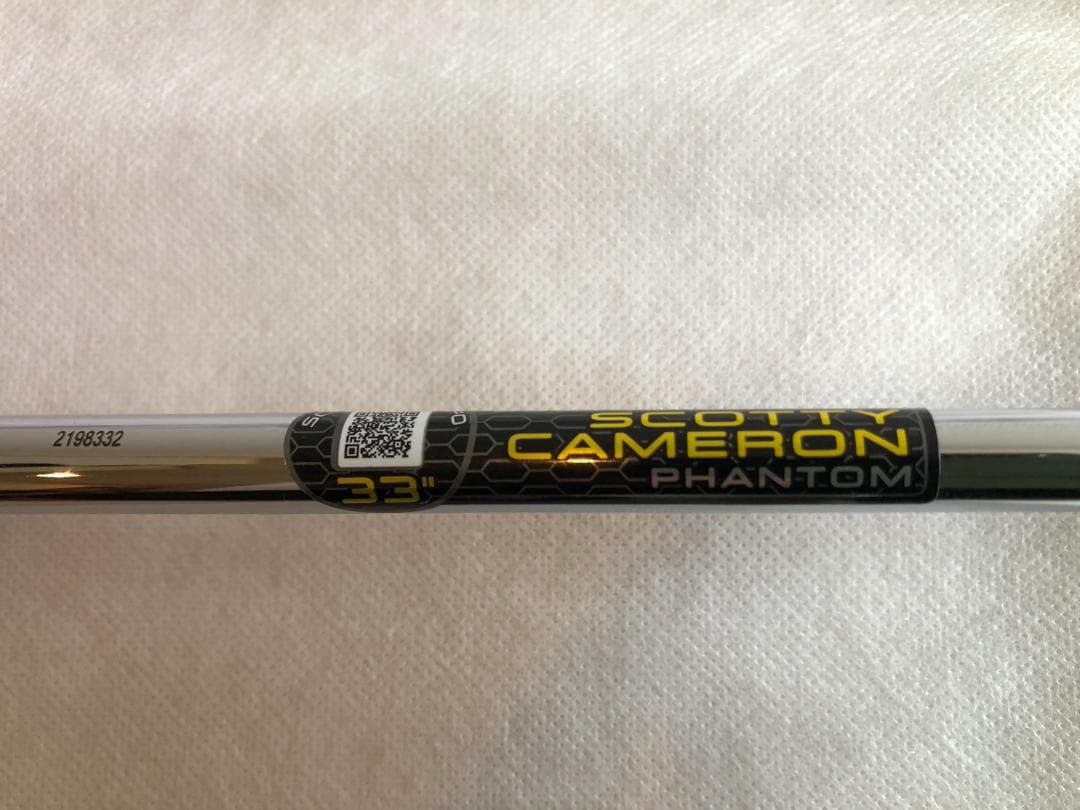 2198332
33"
SCOTTY
CAMERON
PHANTOM